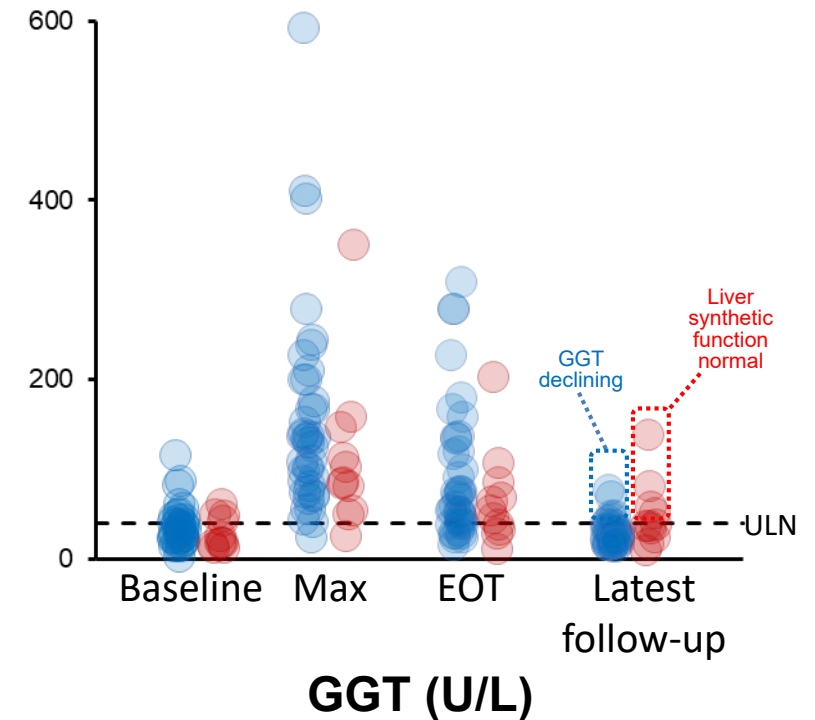 600
400
200
0
Liver
synthetic
function
normal
GGT
declining
ULN
Baseline
Max
EOT
Latest
follow-up
GGT (U/L)